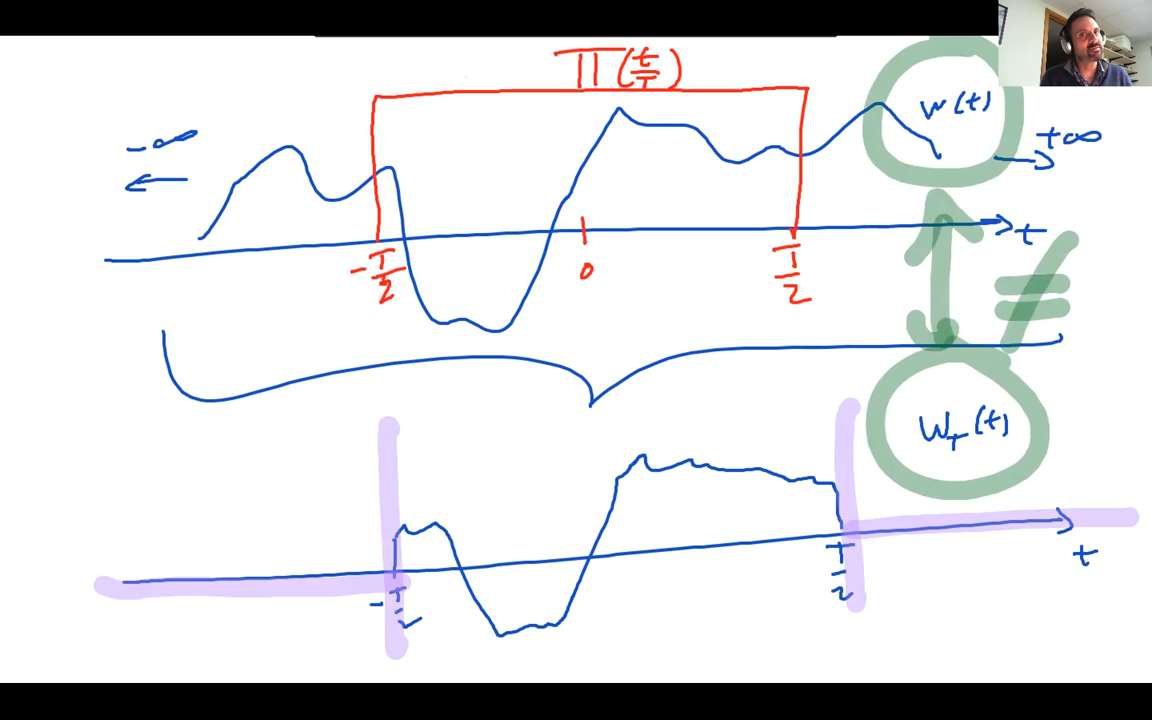 Π(t/T)
w(t)
-∞
+∞
t
-T/2
0
T/2
≠
w_T(t)
t
-T/2
T/2